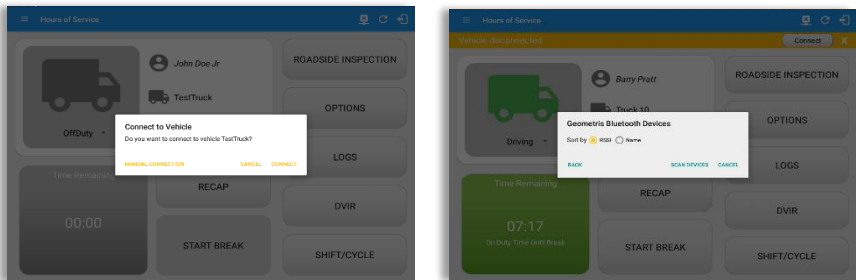 Hours of Service
John Doe Jr
TestTruck
OffDuty
ROADSIDE INSPECTION
OPTIONS
LOGS
DVIR
SHIFT/CYCLE
Connect to Vehicle
Do you want to connect to vehicle TestTruck?
MANUAL CONNECTION CANCEL CONNECT
Time Remaining
00:00
RECAP
START BREAK
Hours of Service
Vehicle disconnected
Connect X
Barry Pratt
Truck 10
Driving
ROADSIDE INSPECTION
OPTIONS
LOGS
DVIR
SHIFT/CYCLE
Geometris Bluetooth Devices
Sort by RSSI Name
BACK SCAN DEVICES CANCEL
Time Remaining
07:17
On Duty Time Until Break
RECAP
START BREAK